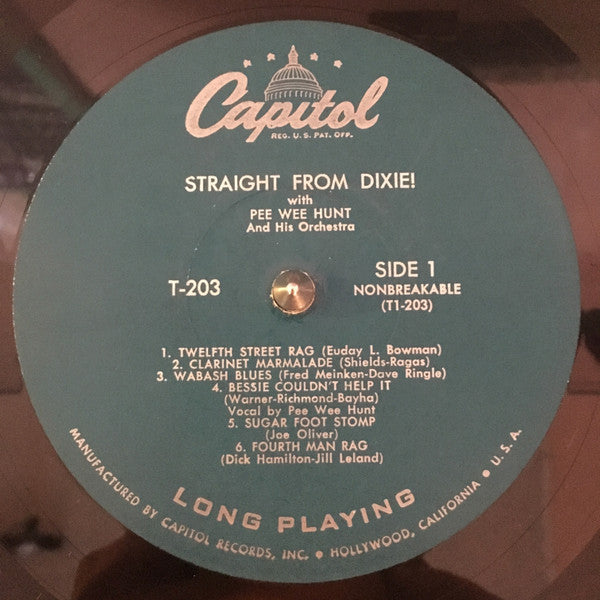 Capitol
REG. U.S. PAT. OFF.
STRAIGHT FROM DIXIE!
with
PEE WEE HUNT
And His Orchestra
T-203
SIDE 1
NONBREAKABLE
(T1-203)
1. TWELFTH STREET RAG (Euday L. Bowman)
2. CLARINET MARMALADE (Shields-Ragas)
3. WABASH BLUES (Fred Meinken-Dave Ringle)
4. BESSIE COULDN'T HELP IT
(Warner-Richmond-Bayha)
Vocal by Pee Wee Hunt
5. SUGAR FOOT STOMP
(Joe Oliver)
6. FOURTH MAN RAG
(Dick Hamilton-Jill Leland)
LONG PLAYING
MANUFACTURED BY CAPITOL RECORDS, INC. • HOLLYWOOD, CALIFORNIA • U.S.A.